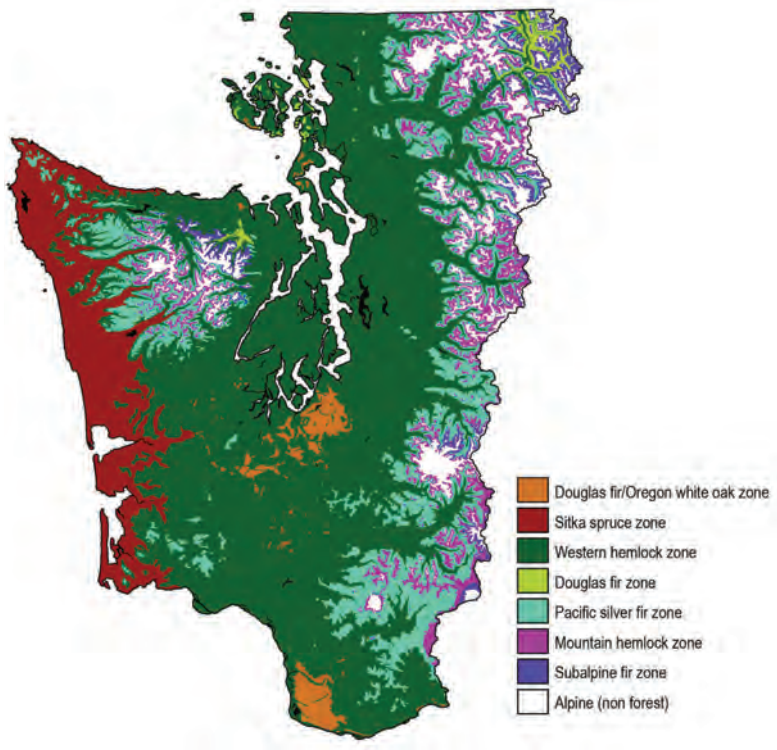 Douglas fir/Oregon white oak zone
Sitka spruce zone
Western hemlock zone
Douglas fir zone
Pacific silver fir zone
Mountain hemlock zone
Subalpine fir zone
Alpine (non forest)